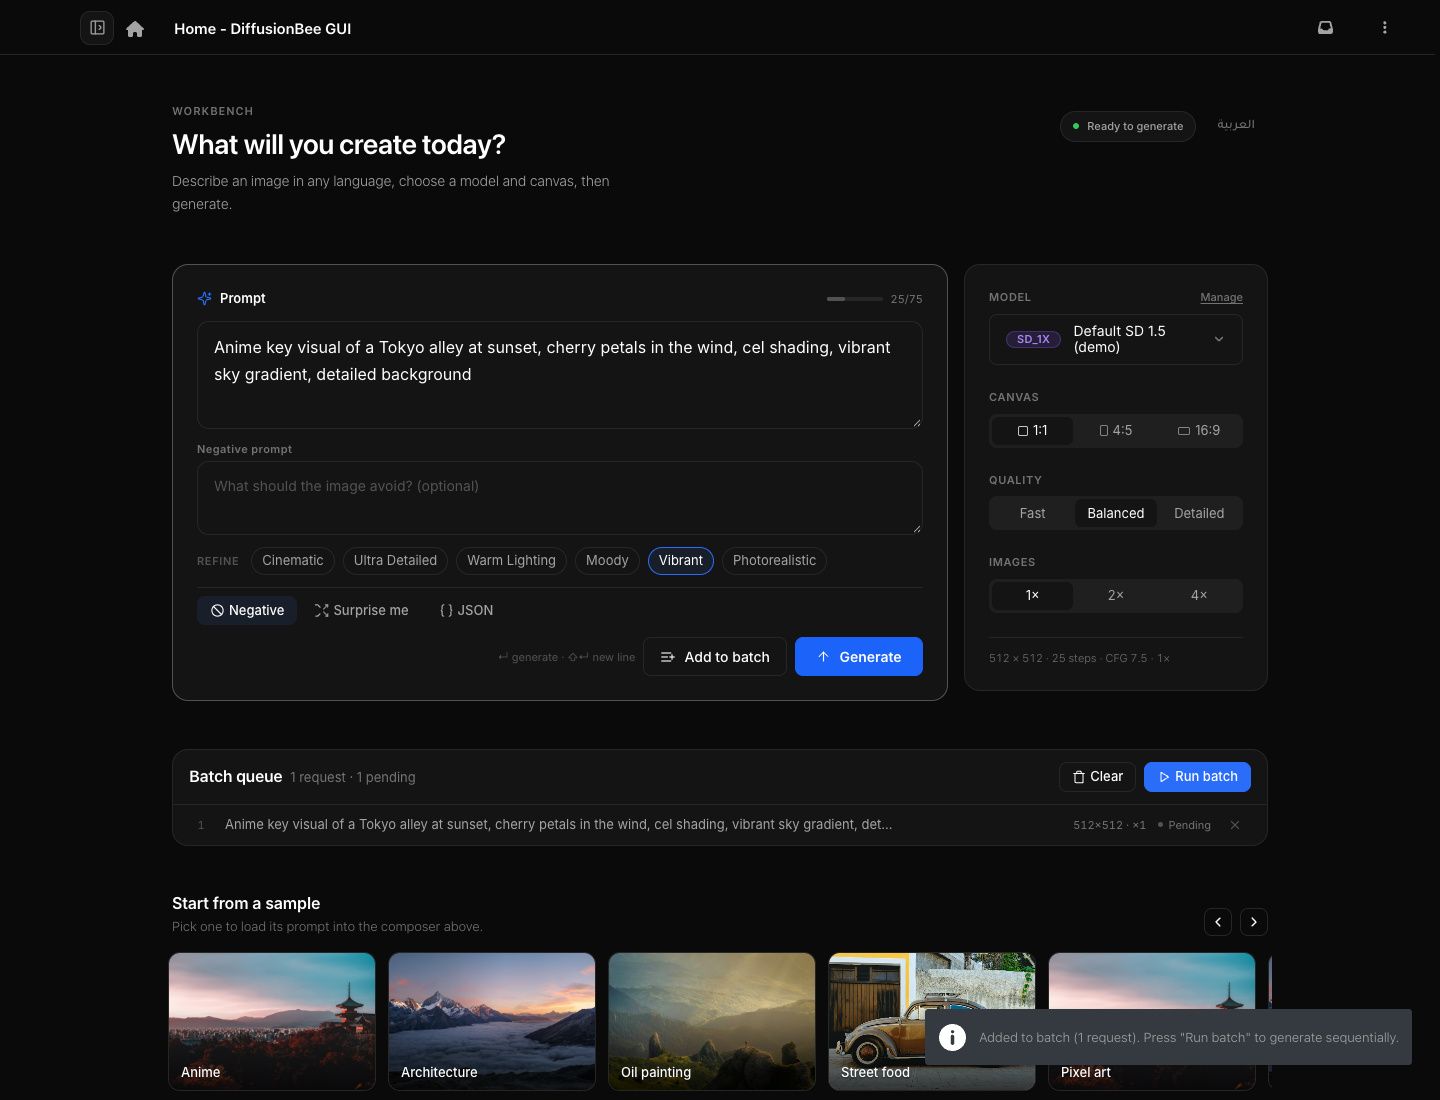 Home - DiffusionBee GUI
WORKBENCH
What will you create today?
Describe an image in any language, choose a model and canvas, then
generate.
Ready to generate
العربية
Prompt
25/75
Anime key visual of a Tokyo alley at sunset, cherry petals in the wind, cel shading, vibrant
sky gradient, detailed background
Negative prompt
What should the image avoid? (optional)
REFINE Cinematic Ultra Detailed Warm Lighting Moody Vibrant Photorealistic
Negative Surprise me { } JSON
↵ generate · ⇧↵ new line Add to batch Generate
MODEL Manage
SD_1X
Default SD 1.5
(demo)
CANVAS
1:1 4:5 16:9
QUALITY
Fast Balanced Detailed
IMAGES
1× 2× 4×
512 × 512 · 25 steps · CFG 7.5 · 1×
Batch queue 1 request · 1 pending Clear Run batch
1 Anime key visual of a Tokyo alley at sunset, cherry petals in the wind, cel shading, vibrant sky gradient, det... 512×512 · ×1 Pending
Start from a sample
Pick one to load its prompt into the composer above.
Anime
Architecture
Oil painting
Street food
Pixel art
Added to batch (1 request). Press "Run batch" to generate sequentially.